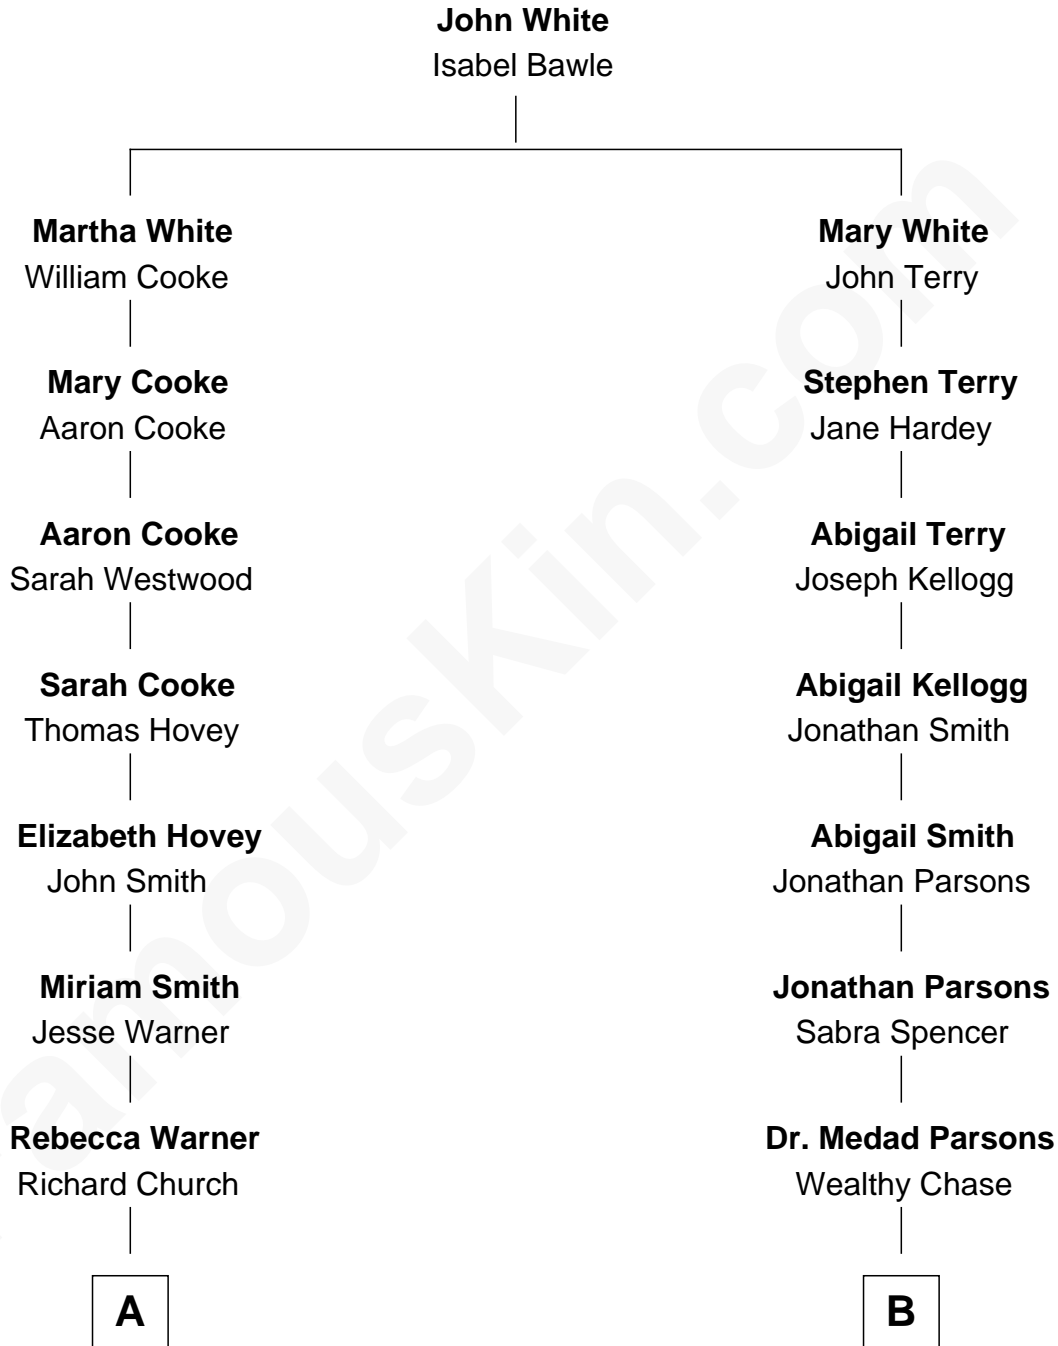 John White
Isabel Bawle
Martha White
William Cooke
Mary White
John Terry
Mary Cooke
Aaron Cooke
Stephen Terry
Jane Hardey
Aaron Cooke
Sarah Westwood
Abigail Terry
Joseph Kellogg
Sarah Cooke
Thomas Hovey
Abigail Kellogg
Jonathan Smith
Elizabeth Hovey
John Smith
Abigail Smith
Jonathan Parsons
Miriam Smith
Jesse Warner
Jonathan Parsons
Sabra Spencer
Rebecca Warner
Richard Church
Dr. Medad Parsons
Wealthy Chase
A
B
famousKin.com